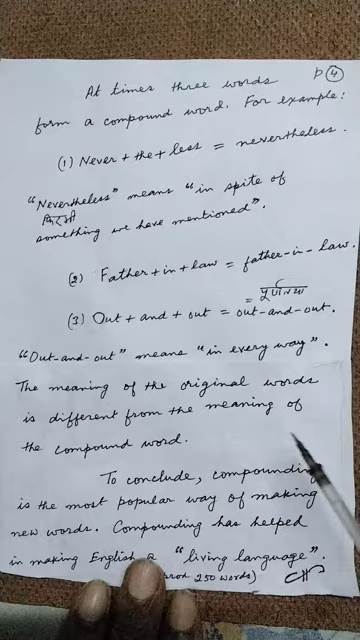 P ④
At times three words
form a compound word. For example:
(1) Never + the + less = nevertheless.
"Nevertheless" means "in spite of
फिरभी
something we have mentioned".
(2) Father + in + law = father-in-law.
= पूर्णतया
(3) Out + and + out = out-and-out.
"Out-and-out" means "in every way".
The meaning of the original words
is different from the meaning of
the compound word.
To conclude, compounding
is the most popular way of making
new words. Compounding has helped
in making English a "living language".
250 words)